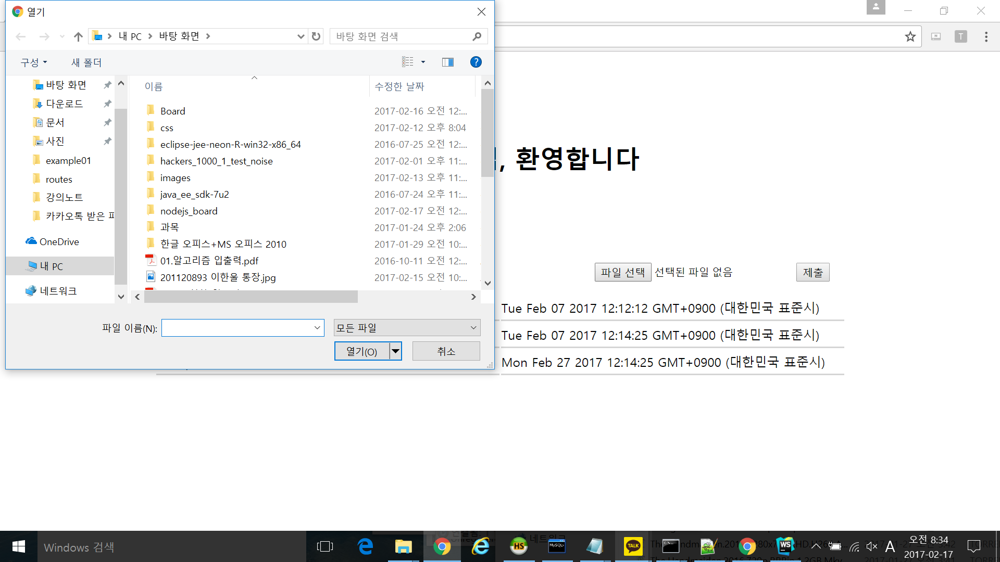 열기
내 PC
바탕 화면
바탕 화면 검색
T
구성
새 폴더
?
바탕 화면
다운로드
문서
사진
example01
routes
강의노트
카카오톡 받은
OneDrive
내 PC
네트워크
이름
수정한 날짜
Board 2017-02-16 오전 12:...
css 2017-02-12 오후 8:04
eclipse-jee-neon-R-win32-x86_64 2016-07-25 오전 12:...
hackers_1000_1_test_noise 2017-02-01 오후 11:...
images 2017-02-13 오후 11:...
java_ee_sdk-7u2 2016-07-24 오후 11:...
nodejs_board 2017-02-17 오전 12:...
과목 2017-01-24 오후 2:06
한글 오피스+MS 오피스 2010 2017-01-29 오전 10:...
01.알고리즘 입출력.pdf 2016-10-11 오전 12:...
201120893 이한울 통장.jpg 2017-02-15 오전 10:...
파일 이름(N):
모든 파일
열기(O)
취소
, 환영합니다
파일 선택 선택된 파일 없음
제출
Tue Feb 07 2017 12:12:12 GMT+0900 (대한민국 표준시)
Tue Feb 07 2017 12:14:25 GMT+0900 (대한민국 표준시)
Mon Feb 27 2017 12:14:25 GMT+0900 (대한민국 표준시)
Windows 검색
HS
MySQL
TALK
WS
A
오전 8:34
2017-02-17